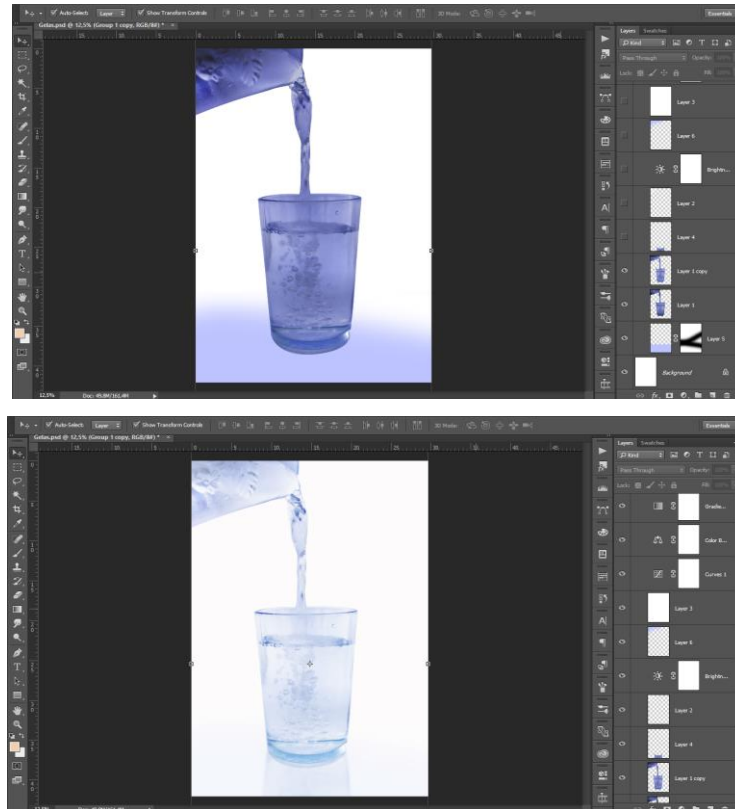 Auto-Select: Layer Show Transform Controls 3D Mode: Essentials
Gelas.psd @ 12,5% (Group 1 copy, RGB/8#) * ×
Layers Swatches
Kind
Pass Through Opacity:
Lock: Fill:
Layer 3
Layer 6
Brightn...
Layer 2
Layer 4
Layer 1 copy
Layer 1
Layer 5
Background
12,5% Doc: 45,0M/161,4M
Auto-Select: Layer Show Transform Controls 3D Mode: Essentials
Gelas.psd @ 12,5% (Group 1 copy, RGB/8#) * ×
Layers Swatches
Kind
Pass Through Opacity:
Lock: Fill:
Gradie...
Color B...
Curves 1
Layer 3
Layer 6
Brightn...
Layer 2
Layer 4
Layer 1 copy